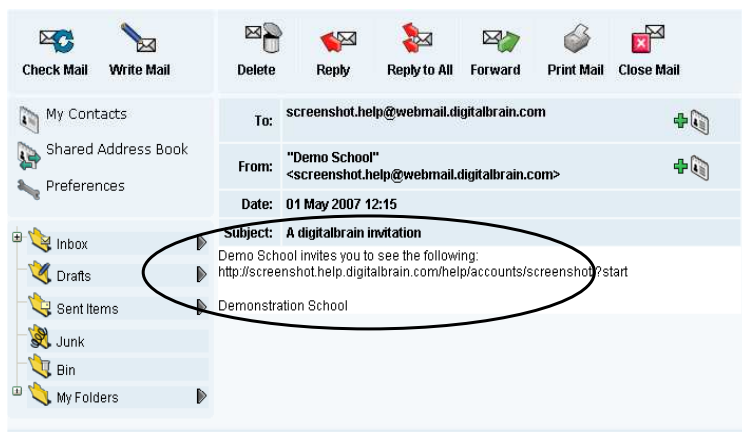 Check Mail Write Mail Delete Reply Reply to All Forward Print Mail Close Mail
My Contacts
Shared Address Book
Preferences
Inbox
Drafts
Sent Items
Junk
Bin
My Folders
To: screenshot.help@webmail.digitalbrain.com
From: "Demo School"
<screenshot.help@webmail.digitalbrain.com>
Date: 01 May 2007 12:15
Subject: A digitalbrain invitation
Demo School invites you to see the following:
http://screenshot.help.digitalbrain.com/help/accounts/screenshot/?start
Demonstration School